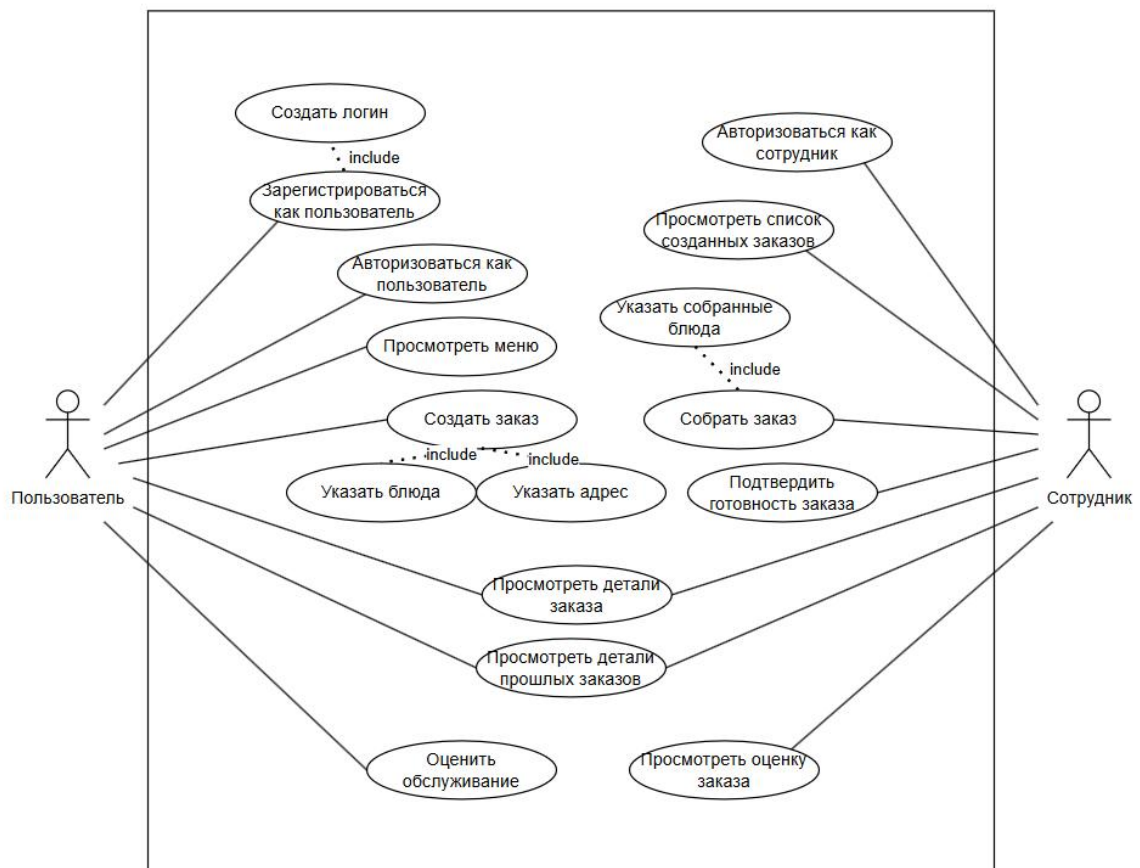 Создать логин
include
Зарегистрироваться
как пользователь
Авторизоваться как
пользователь
Просмотреть меню
Создать заказ
include
include
Указать блюда
Указать адрес
Пользователь
Авторизоваться как
сотрудник
Просмотреть список
созданных заказов
Указать собранные
блюда
include
Собрать заказ
Подтвердить
готовность заказа
Сотрудник
Просмотреть детали
заказа
Просмотреть детали
прошлых заказов
Оценить
обслуживание
Просмотреть оценку
заказа